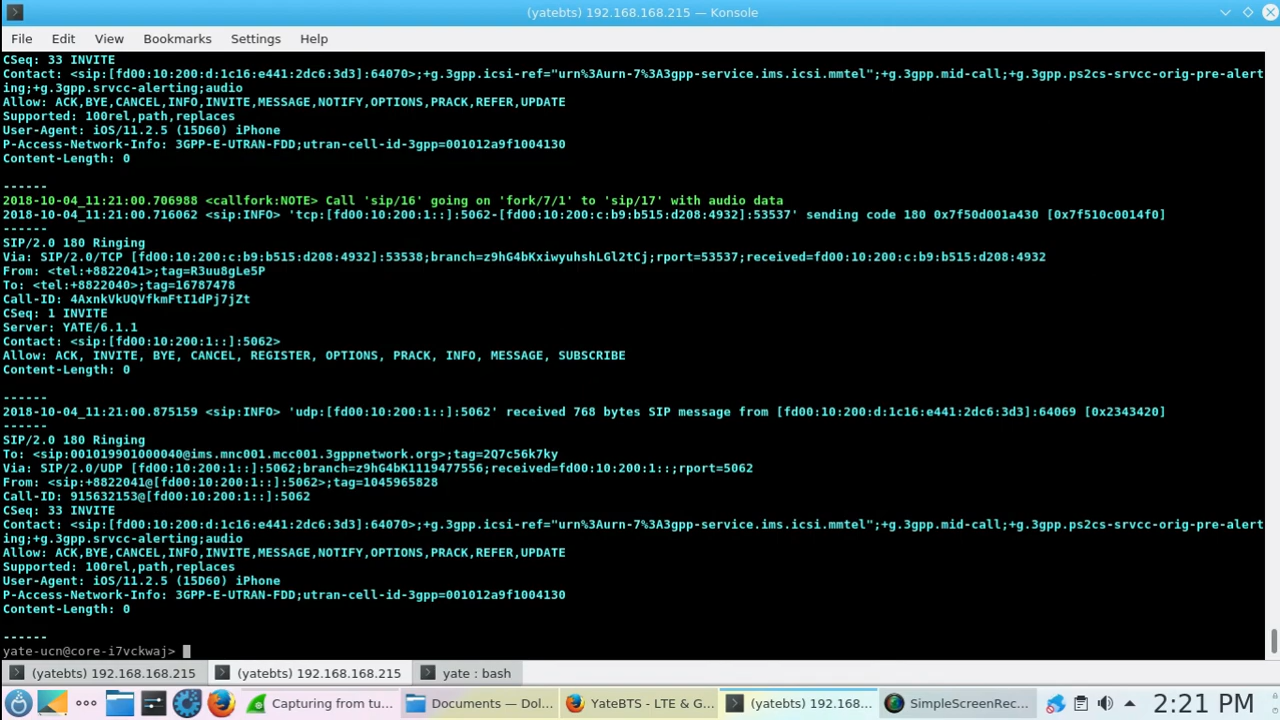 (yatebts) 192.168.168.215 — Konsole
File Edit View Bookmarks Settings Help
CSeq: 33 INVITE
Contact: <sip:[fd00:10:200:d:1c16:e441:2dc6:3d3]:64070>;+g.3gpp.icsi-ref="urn%3Aurn-7%3A3gpp-service.ims.icsi.mmtel";+g.3gpp.mid-call;+g.3gpp.ps2cs-srvcc-orig-pre-alert
ing;+g.3gpp.srvcc-alerting;audio
Allow: ACK,BYE,CANCEL,INFO,INVITE,MESSAGE,NOTIFY,OPTIONS,PRACK,REFER,UPDATE
Supported: 100rel,path,replaces
User-Agent: iOS/11.2.5 (15D60) iPhone
P-Access-Network-Info: 3GPP-E-UTRAN-FDD;utran-cell-id-3gpp=001012a9f1004130
Content-Length: 0
------
2018-10-04_11:21:00.706988 <callfork:NOTE> Call 'sip/16' going on 'fork/7/1' to 'sip/17' with audio data
2018-10-04_11:21:00.716062 <sip:INFO> 'tcp:[fd00:10:200:1::]:5062-[fd00:10:200:c:b9:b515:d208:4932]:53537' sending code 180 0x7f50d001a430 [0x7f510c0014f0]
------
SIP/2.0 180 Ringing
Via: SIP/2.0/TCP [fd00:10:200:c:b9:b515:d208:4932]:53538;branch=z9hG4bKxiwyuhshLGl2tCj;rport=53537;received=fd00:10:200:c:b9:b515:d208:4932
From: <tel:+8822041>;tag=R3uu8gLe5P
To: <tel:+8822040>;tag=16787478
Call-ID: 4AxnkVkUQVfkmFtI1dPj7jZt
CSeq: 1 INVITE
Server: YATE/6.1.1
Contact: <sip:[fd00:10:200:1::]:5062>
Allow: ACK, INVITE, BYE, CANCEL, REGISTER, OPTIONS, PRACK, INFO, MESSAGE, SUBSCRIBE
Content-Length: 0
------
2018-10-04_11:21:00.875159 <sip:INFO> 'udp:[fd00:10:200:1::]:5062' received 768 bytes SIP message from [fd00:10:200:d:1c16:e441:2dc6:3d3]:64069 [0x2343420]
------
SIP/2.0 180 Ringing
To: <sip:001019901000040@ims.mnc001.mcc001.3gppnetwork.org>;tag=2Q7c56k7ky
Via: SIP/2.0/UDP [fd00:10:200:1::]:5062;branch=z9hG4bK1119477556;received=fd00:10:200:1::;rport=5062
From: <sip:+8822041@[fd00:10:200:1::]:5062>;tag=1045965828
Call-ID: 915632153@[fd00:10:200:1::]:5062
CSeq: 33 INVITE
Contact: <sip:[fd00:10:200:d:1c16:e441:2dc6:3d3]:64070>;+g.3gpp.icsi-ref="urn%3Aurn-7%3A3gpp-service.ims.icsi.mmtel";+g.3gpp.mid-call;+g.3gpp.ps2cs-srvcc-orig-pre-alert
ing;+g.3gpp.srvcc-alerting;audio
Allow: ACK,BYE,CANCEL,INFO,INVITE,MESSAGE,NOTIFY,OPTIONS,PRACK,REFER,UPDATE
Supported: 100rel,path,replaces
User-Agent: iOS/11.2.5 (15D60) iPhone
P-Access-Network-Info: 3GPP-E-UTRAN-FDD;utran-cell-id-3gpp=001012a9f1004130
Content-Length: 0
------
yate-ucn@core-i7vckwaj>
(yatebts) 192.168.168.215 (yatebts) 192.168.168.215 yate : bash
Capturing from tu... Documents — Dol... YateBTS - LTE & G... (yatebts) 192.168... SimpleScreenRec... 2:21 PM